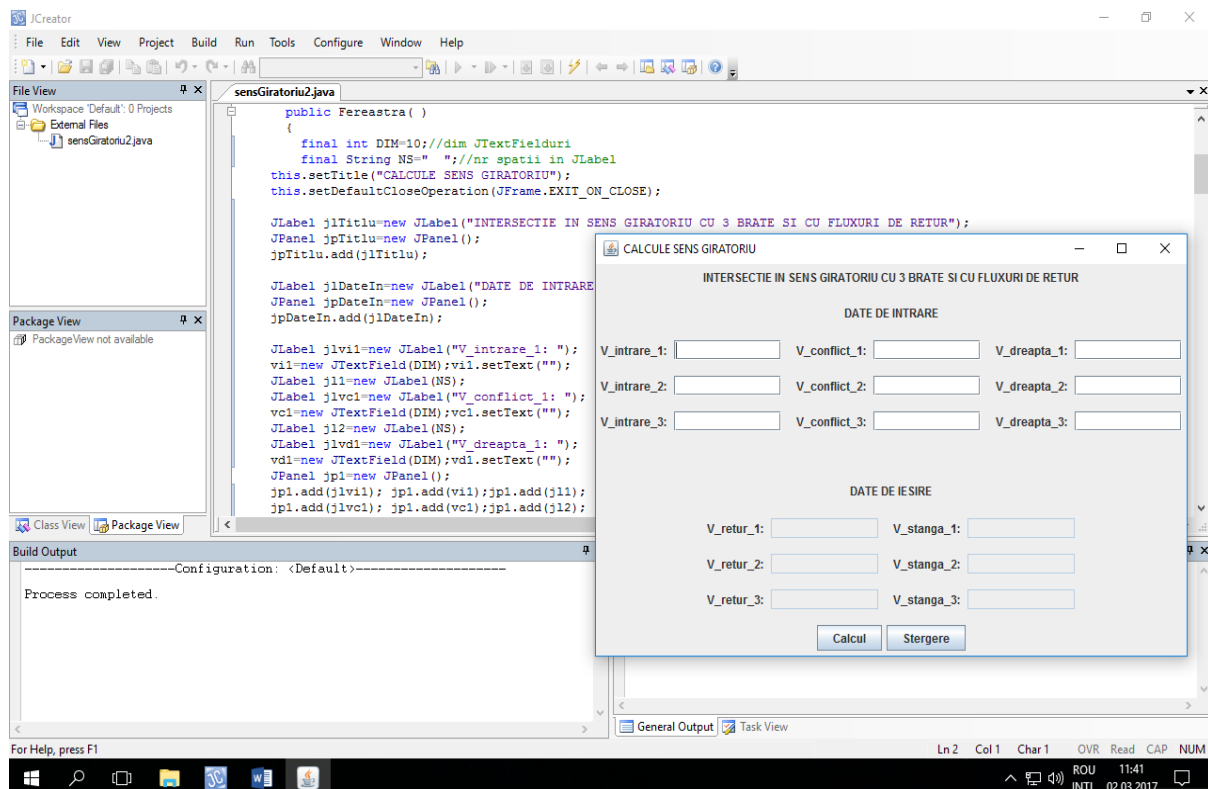 JCreator
File Edit View Project Build Run Tools Configure Window Help
File View
Workspace 'Default': 0 Projects
External Files
sensGiratoriu2.java
Package View
Package View not available
Class View Package View
sensGiratoriu2.java
public Fereastra( )
{
final int DIM=10;//dim JTextFielduri
final String NS="  ";//nr spatii in JLabel
this.setTitle("CALCULE SENS GIRATORIU");
this.setDefaultCloseOperation(JFrame.EXIT_ON_CLOSE);
JLabel jlTitlu=new JLabel("INTERSECTIE IN SENS GIRATORIU CU 3 BRATE SI CU FLUXURI DE RETUR");
JPanel jpTitlu=new JPanel();
jpTitlu.add(jlTitlu);
JLabel jlDateIn=new JLabel("DATE DE INTRARE
JPanel jpDateIn=new JPanel();
jpDateIn.add(jlDateIn);
JLabel jlvi1=new JLabel("V_intrare_1: ");
vi1=new JTextField(DIM);vi1.setText("");
JLabel jl1=new JLabel(NS);
JLabel jlvc1=new JLabel("V_conflict_1: ");
vc1=new JTextField(DIM);vc1.setText("");
JLabel jl2=new JLabel(NS);
JLabel jlvd1=new JLabel("V_dreapta_1: ");
vd1=new JTextField(DIM);vd1.setText("");
JPanel jp1=new JPanel();
jp1.add(jlvi1); jp1.add(vi1);jp1.add(jl1);
jp1.add(jlvc1); jp1.add(vc1);jp1.add(jl2);
CALCULE SENS GIRATORIU
INTERSECTIE IN SENS GIRATORIU CU 3 BRATE SI CU FLUXURI DE RETUR
DATE DE INTRARE
V_intrare_1: V_conflict_1: V_dreapta_1:
V_intrare_2: V_conflict_2: V_dreapta_2:
V_intrare_3: V_conflict_3: V_dreapta_3:
DATE DE IESIRE
V_retur_1: V_stanga_1:
V_retur_2: V_stanga_2:
V_retur_3: V_stanga_3:
Calcul Stergere
Build Output
--------------------Configuration: <Default>--------------------
Process completed.
General Output Task View
For Help, press F1
Ln 2 Col 1 Char 1 OVR Read CAP NUM
ROU 11:41
INTL 02.03.2017